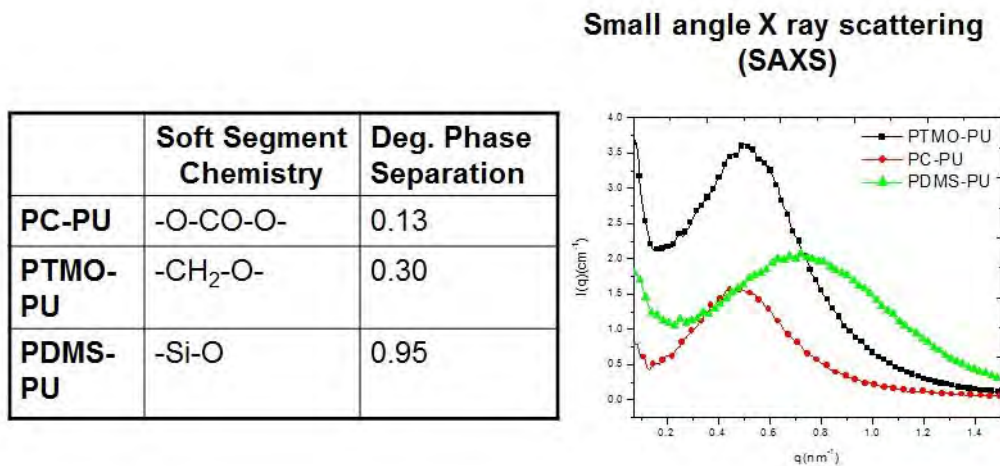 Small angle X ray scattering
(SAXS)
Soft Segment Chemistry
Deg. Phase Separation
PC-PU
-O-CO-O-
0.13
PTMO-PU
-CH₂-O-
0.30
PDMS-PU
-Si-O
0.95
4.0
3.5
3.0
2.5
2.0
1.5
1.0
0.5
0.0
I(q)(cm⁻¹)
PTMO-PU
PC-PU
PDMS-PU
0.2 0.4 0.6 0.8 1.0 1.2 1.4
q(nm⁻¹)